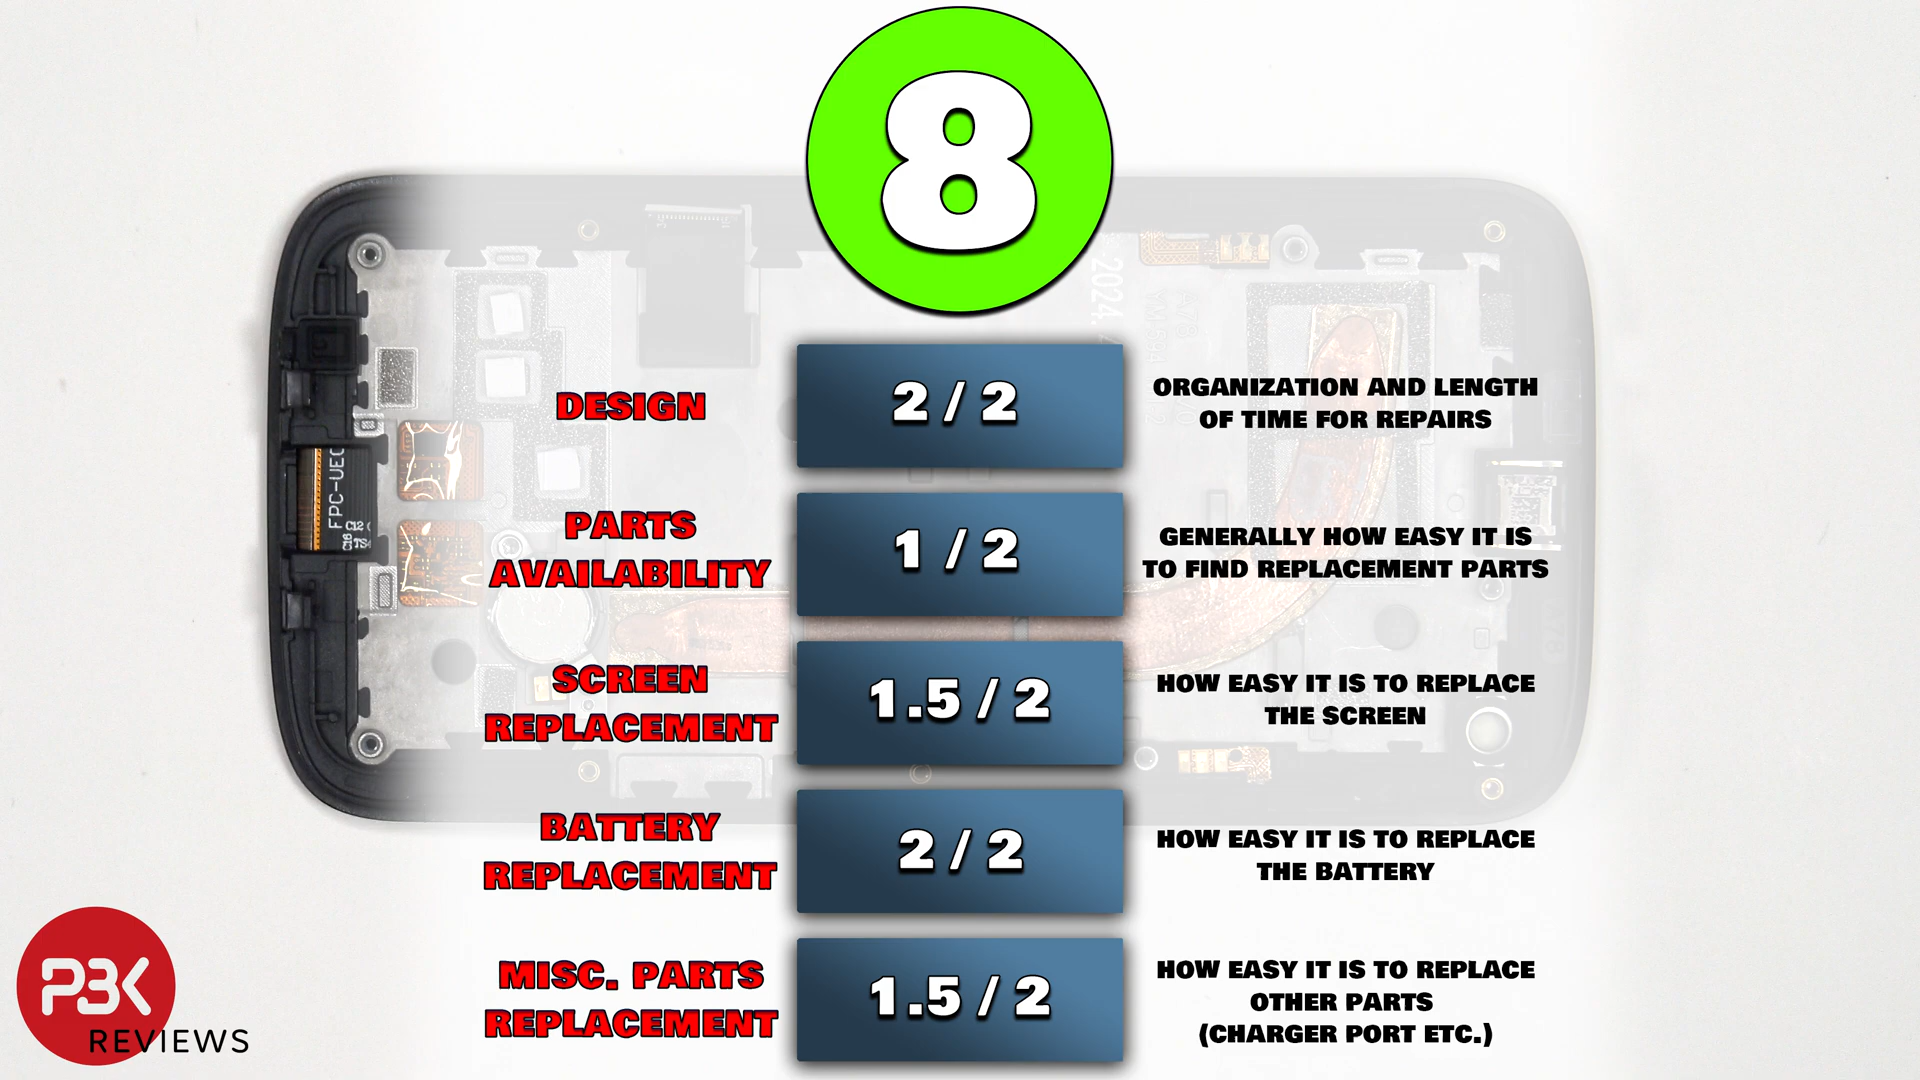 8
DESIGN
2 / 2
ORGANIZATION AND LENGTH
OF TIME FOR REPAIRS
PARTS
AVAILABILITY
1 / 2
GENERALLY HOW EASY IT IS
TO FIND REPLACEMENT PARTS
SCREEN
REPLACEMENT
1.5 / 2
HOW EASY IT IS TO REPLACE
THE SCREEN
BATTERY
REPLACEMENT
2 / 2
HOW EASY IT IS TO REPLACE
THE BATTERY
MISC. PARTS
REPLACEMENT
1.5 / 2
HOW EASY IT IS TO REPLACE
OTHER PARTS
(CHARGER PORT ETC.)
PBK
REVIEWS
FPC-UEC
C12
C16